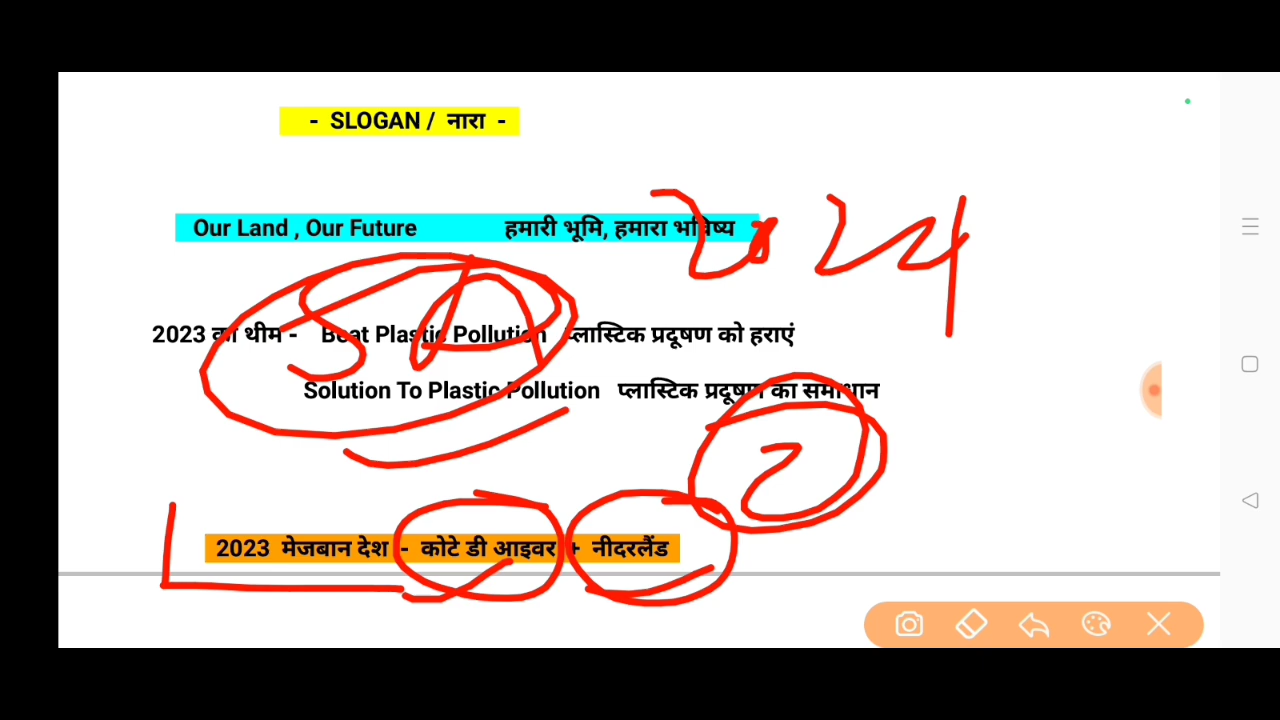 - SLOGAN / नारा -
Our Land , Our Future हमारी भूमि, हमारा भविष्य 2024
2023 की थीम - Beat Plastic Pollution प्लास्टिक प्रदूषण को हराएं
Solution To Plastic Pollution प्लास्टिक प्रदूषण का समाधान
2
2023 मेजबान देश - कोटे डी आइवर + नीदरलैंड